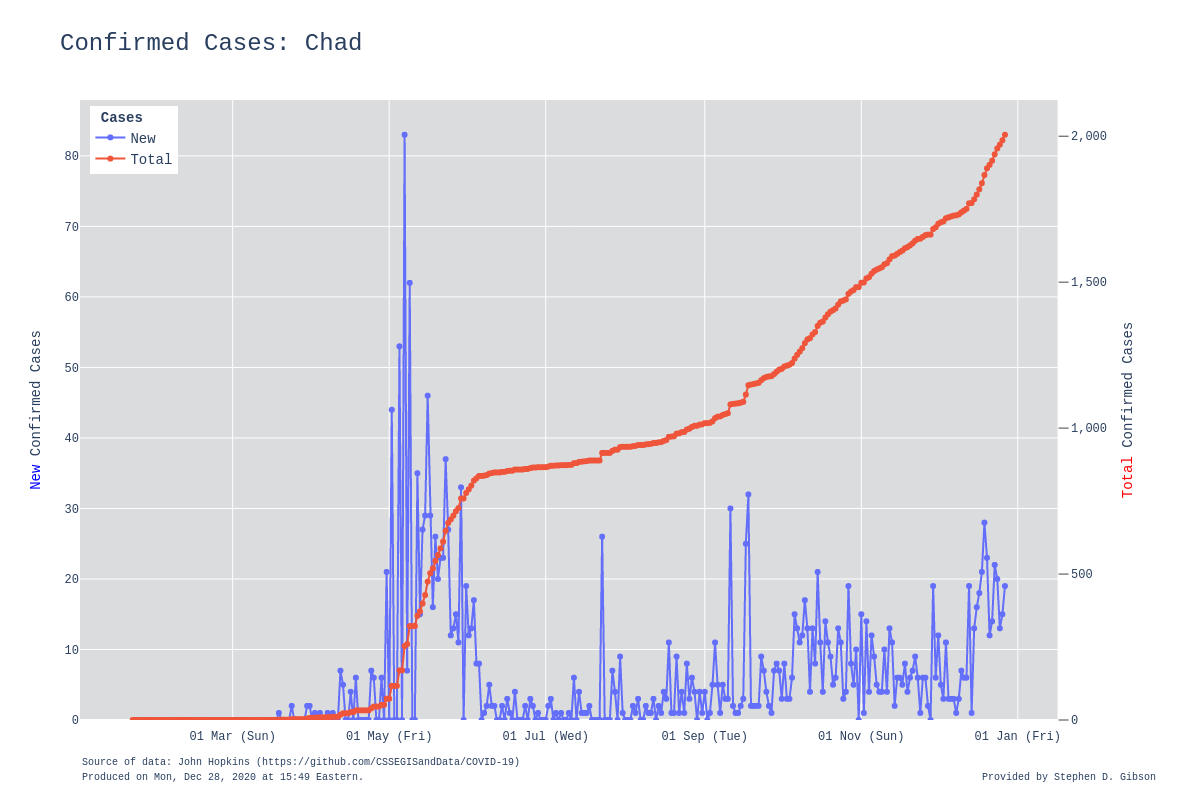 Confirmed Cases: Chad
Cases
New
Total
80
70
60
50
40
30
20
10
0
2,000
1,500
1,000
500
0
New Confirmed Cases
Total Confirmed Cases
01 Mar (Sun)
01 May (Fri)
01 Jul (Wed)
01 Sep (Tue)
01 Nov (Sun)
01 Jan (Fri)
Source of data: John Hopkins (https://github.com/CSSEGISandData/COVID-19)
Produced on Mon, Dec 28, 2020 at 15:49 Eastern.
Provided by Stephen D. Gibson